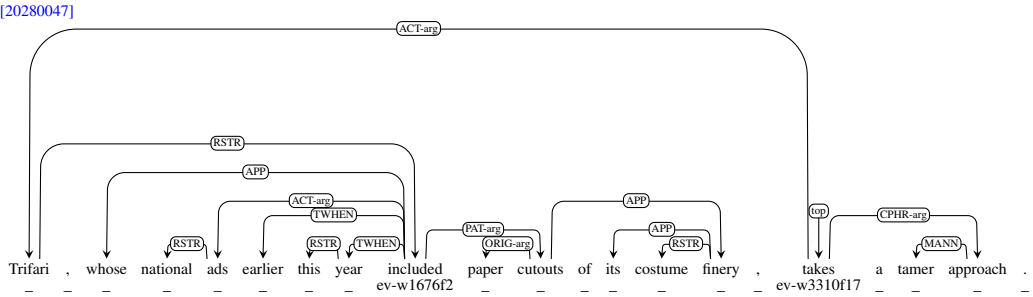 [20280047]
ACT-arg
RSTR
APP
ACT-arg APP
TWHEN top CPHR-arg
PAT-arg APP
RSTR RSTR TWHEN ORIG-arg RSTR MANN
Trifari , whose national ads earlier this year included paper cutouts of its costume finery , takes a tamer approach .
_ _ _ _ _ _ _ _ ev-w1676f2 _ _ _ _ _ _ _ ev-w3310f17 _ _ _ _